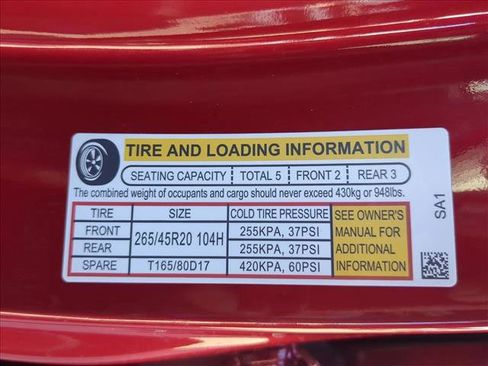 TIRE AND LOADING INFORMATION
SEATING CAPACITY TOTAL 5 FRONT 2 REAR 3
The combined weight of occupants and cargo should never exceed 430kg or 948lbs.
TIRE SIZE COLD TIRE PRESSURE
FRONT 265/45R20 104H 255KPA, 37PSI
REAR 255KPA, 37PSI
SPARE T165/80D17 420KPA, 60PSI
SEE OWNER'S
MANUAL FOR
ADDITIONAL
INFORMATION
SA1